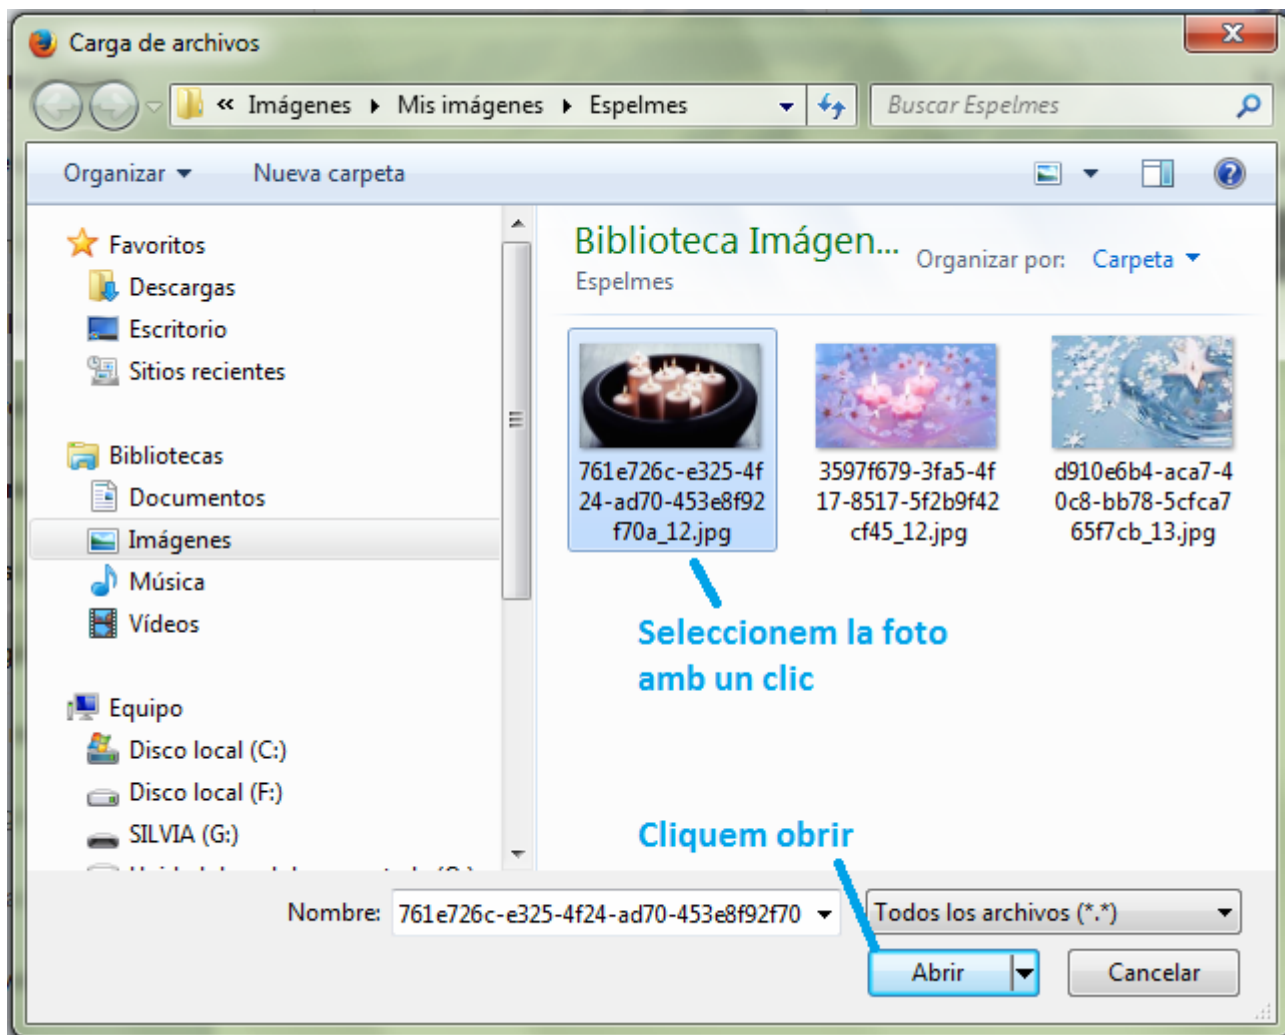 Carga de archivos
« Imágenes Mis imágenes Espelmes
Buscar Espelmes
Organizar Nueva carpeta
Favoritos
Descargas
Escritorio
Sitios recientes
Bibliotecas
Documentos
Imágenes
Música
Vídeos
Equipo
Disco local (C:)
Disco local (F:)
SILVIA (G:)
Biblioteca Imágen...
Espelmes
Organizar por: Carpeta
761e726c-e325-4f
24-ad70-453e8f92
f70a_12.jpg
3597f679-3fa5-4f
17-8517-5f2b9f42
cf45_12.jpg
d910e6b4-aca7-4
0c8-bb78-5cfca7
65f7cb_13.jpg
Seleccionem la foto
amb un clic
Cliquem obrir
Nombre: 761e726c-e325-4f24-ad70-453e8f92f70
Todos los archivos (*.*)
Abrir
Cancelar